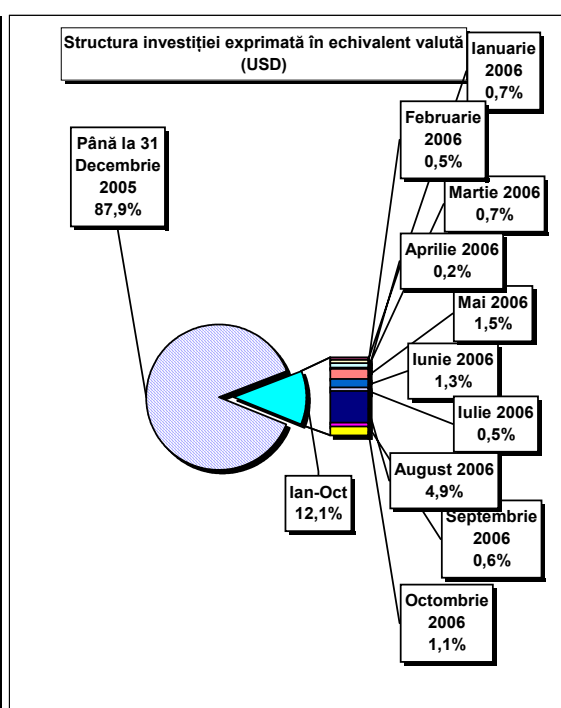 Structura investiției exprimată în echivalent valută
(USD)
Ianuarie
2006
0,7%
Februarie
2006
0,5%
Până la 31
Decembrie
2005
87,9%
Martie 2006
0,7%
Aprilie 2006
0,2%
Mai 2006
1,5%
Iunie 2006
1,3%
Iulie 2006
0,5%
August 2006
4,9%
Ian-Oct
12,1%
Septembrie
2006
0,6%
Octombrie
2006
1,1%